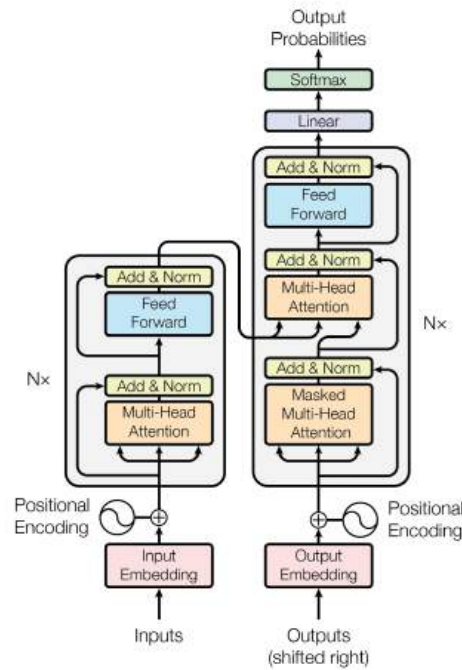 Output
Probabilities
Softmax
Linear
Add & Norm
Feed
Forward
Add & Norm
Multi-Head
Attention
Add & Norm
Masked
Multi-Head
Attention
Nx
Add & Norm
Feed
Forward
Add & Norm
Multi-Head
Attention
Nx
Positional
Encoding
Positional
Encoding
Input
Embedding
Output
Embedding
Inputs
Outputs
(shifted right)